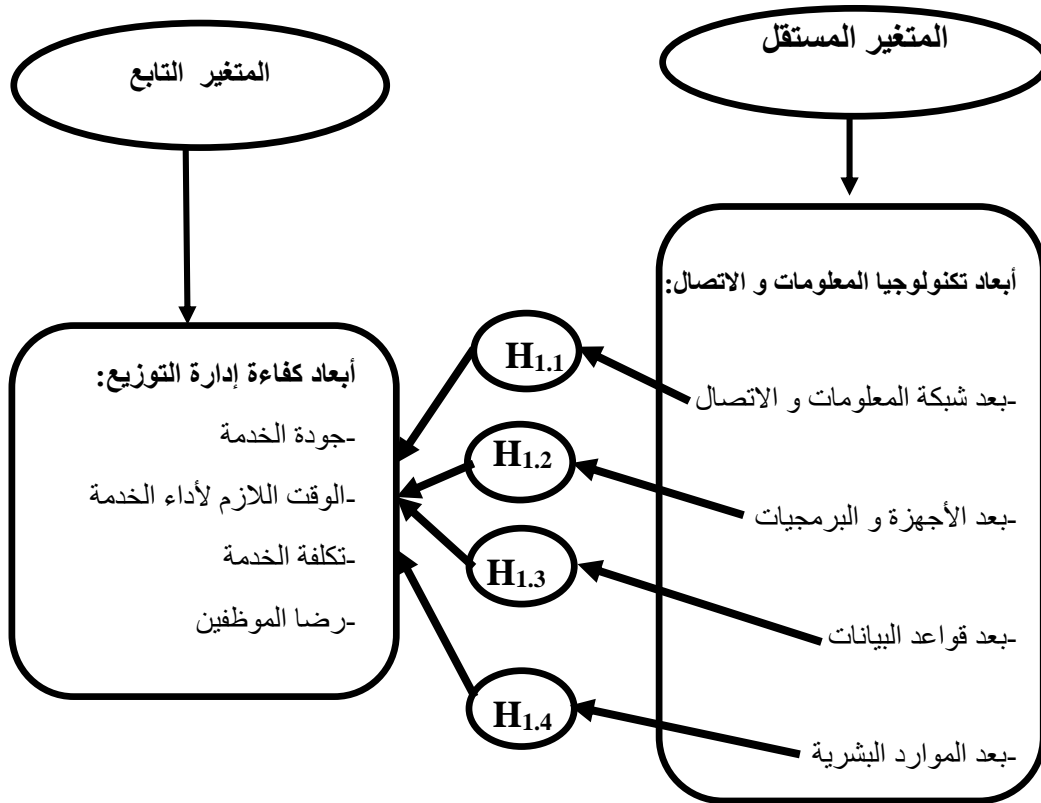 المتغير المستقل
المتغير التابع
أبعاد تكنولوجيا المعلومات و الاتصال:
-بعد شبكة المعلومات و الاتصال
-بعد الأجهزة و البرمجيات
-بعد قواعد البيانات
-بعد الموارد البشرية
H1.1
H1.2
H1.3
H1.4
أبعاد كفاءة إدارة التوزيع:
-جودة الخدمة
-الوقت اللازم لأداء الخدمة
-تكلفة الخدمة
-رضا الموظفين